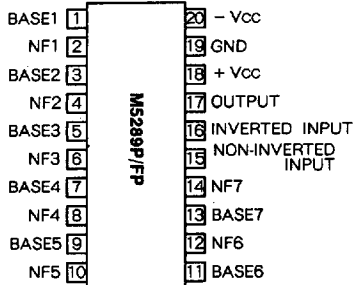 BASE1 1 20 - Vcc
NF1 2 19 GND
BASE2 3 18 + Vcc
NF2 4 17 OUTPUT
BASE3 5 16 INVERTED INPUT
NF3 6 15 NON-INVERTED
INPUT
BASE4 7 14 NF7
NF4 8 13 BASE7
BASE5 9 12 NF6
NF5 10 11 BASE6
M5289P/FP